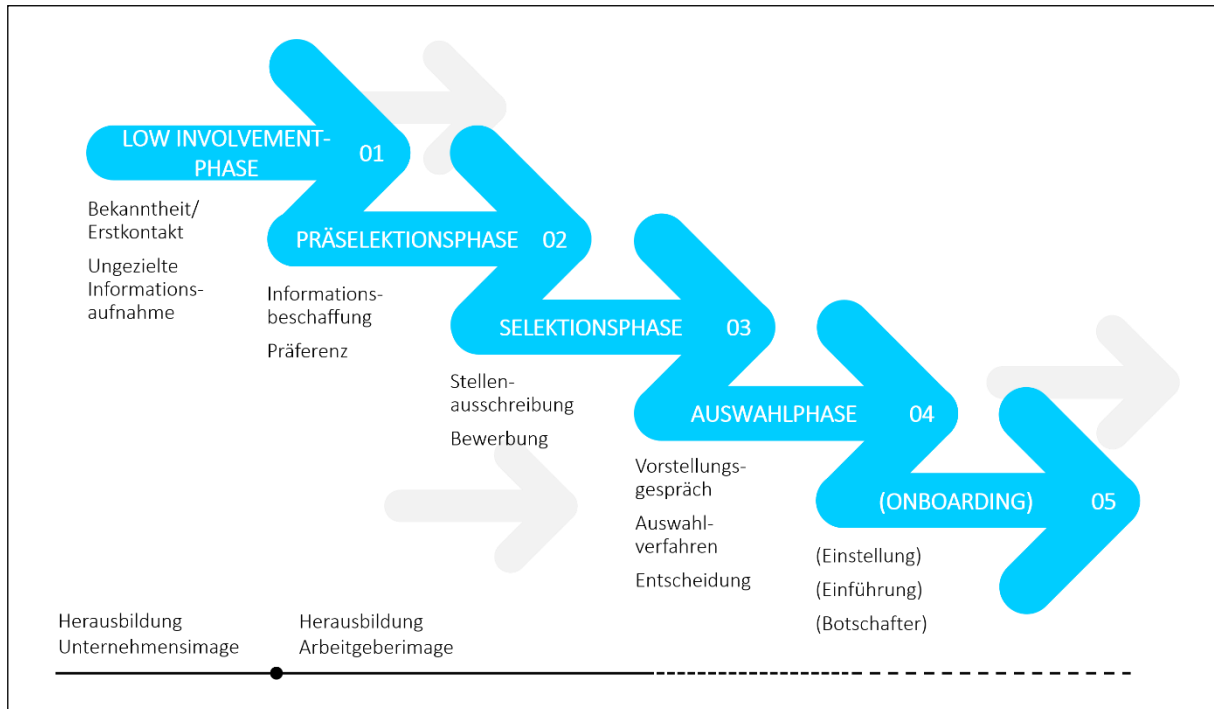 LOW INVOLVEMENT-
PHASE
01
Bekanntheit/
Erstkontakt
Ungezielte
Informations-
aufnahme
PRÄSELEKTIONSPHASE 02
Informations-
beschaffung
Präferenz
SELEKTIONSPHASE 03
Stellen-
ausschreibung
Bewerbung
AUSWAHLPHASE 04
Vorstellungs-
gespräch
Auswahl-
verfahren
Entscheidung
(ONBOARDING) 05
(Einstellung)
(Einführung)
(Botschafter)
Herausbildung
Unternehmensimage
Herausbildung
Arbeitgeberimage